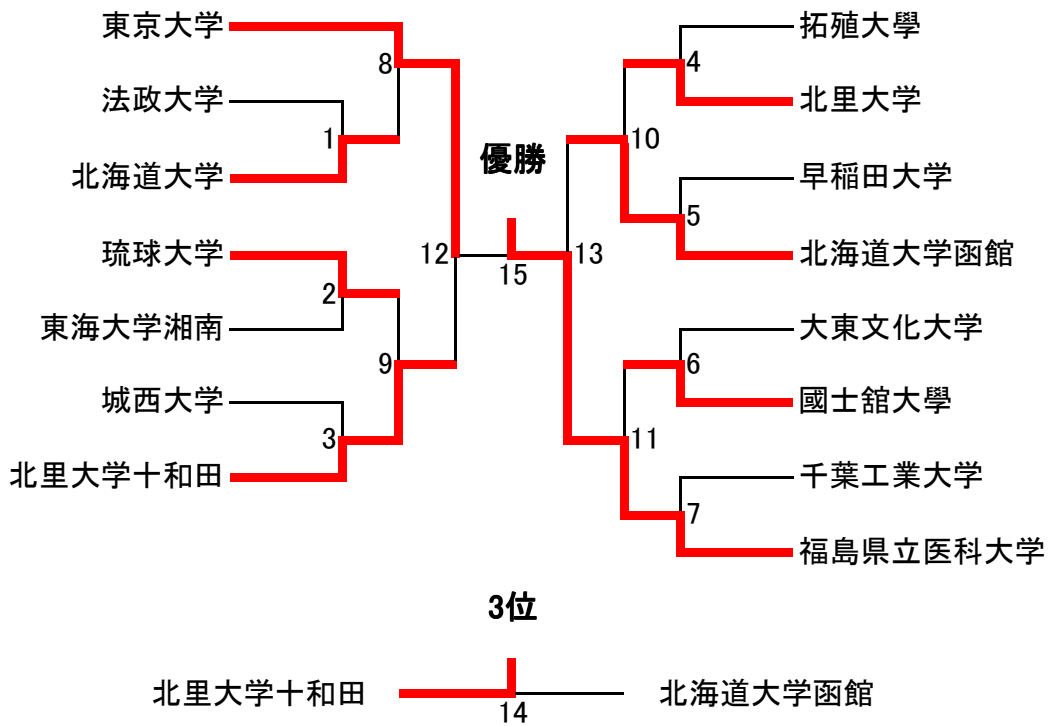 東京大学
8
法政大学
1
北海道大学
琉球大学
2
東海大学湘南
9
城西大学
3
北里大学十和田
12
優勝
15
13
拓殖大學
4
北里大学
10
早稲田大学
5
北海道大学函館
大東文化大学
6
國士舘大學
11
千葉工業大学
7
福島県立医科大学
3位
北里大学十和田
14
北海道大学函館